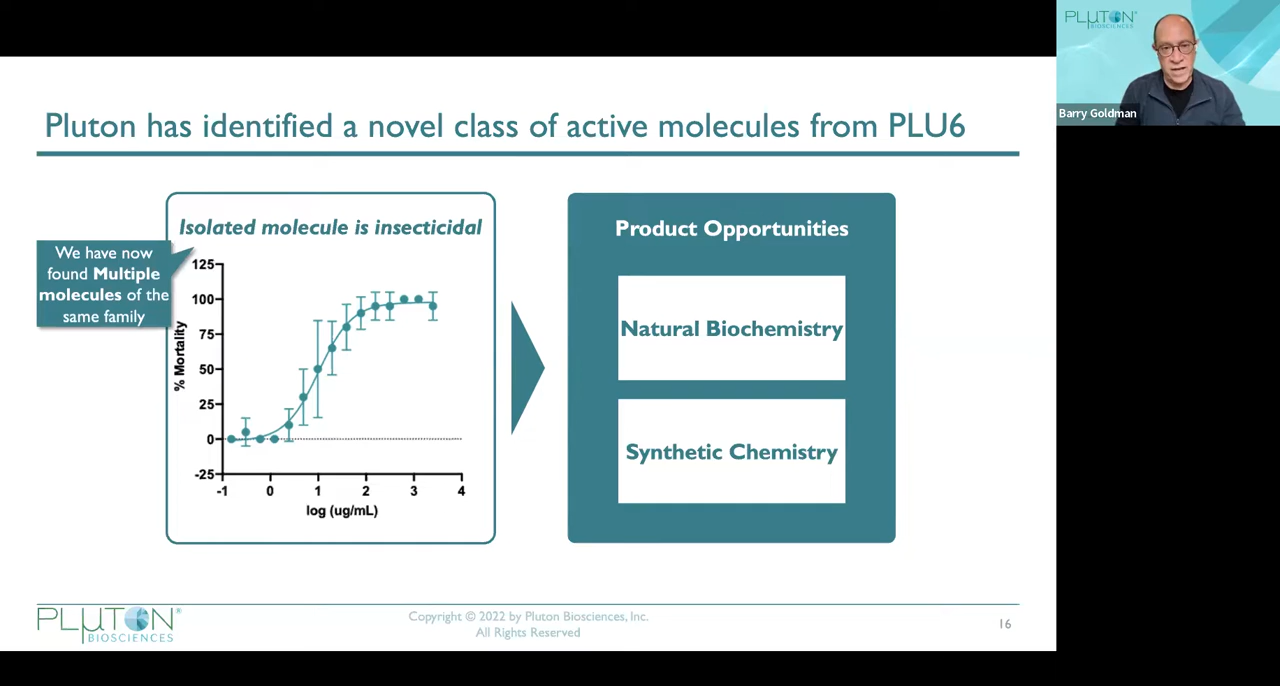 Pluton has identified a novel class of active molecules from PLU6
Isolated molecule is insecticidal
We have now
found Multiple
molecules of the
same family
% Mortality
125
100
75
50
25
0
-25
-1 0 1 2 3 4
log (ug/mL)
Product Opportunities
Natural Biochemistry
Synthetic Chemistry
PLμTON®
BIOSCIENCES
Copyright © 2022 by Pluton Biosciences, Inc.
All Rights Reserved
16
PLμTON®
BIOSCIENCES
Barry Goldman